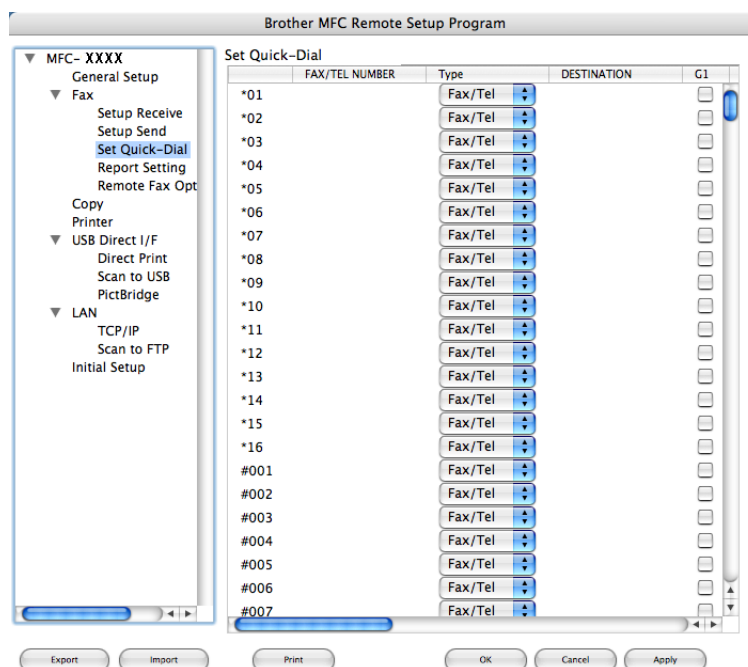 Brother MFC Remote Setup Program
MFC- XXXX
General Setup
Fax
Setup Receive
Setup Send
Set Quick-Dial
Report Setting
Remote Fax Opt
Copy
Printer
USB Direct I/F
Direct Print
Scan to USB
PictBridge
LAN
TCP/IP
Scan to FTP
Initial Setup
Set Quick-Dial
FAX/TEL NUMBER Type DESTINATION G1
*01 Fax/Tel
*02 Fax/Tel
*03 Fax/Tel
*04 Fax/Tel
*05 Fax/Tel
*06 Fax/Tel
*07 Fax/Tel
*08 Fax/Tel
*09 Fax/Tel
*10 Fax/Tel
*11 Fax/Tel
*12 Fax/Tel
*13 Fax/Tel
*14 Fax/Tel
*15 Fax/Tel
*16 Fax/Tel
#001 Fax/Tel
#002 Fax/Tel
#003 Fax/Tel
#004 Fax/Tel
#005 Fax/Tel
#006 Fax/Tel
#007 Fax/Tel
Export Import Print OK Cancel Apply